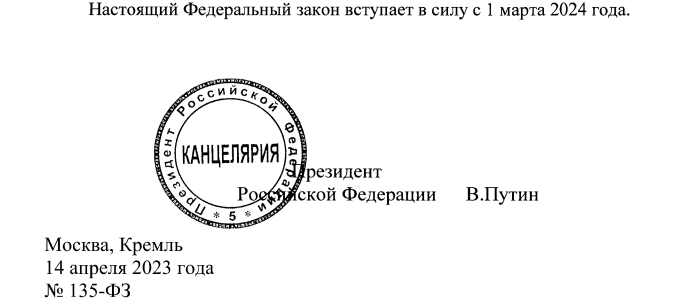 Настоящий Федеральный закон вступает в силу с 1 марта 2024 года.
Президент Российской Федерации
КАНЦЕЛЯРИЯ
* 5 *
Президент
Российской Федерации В.Путин
Москва, Кремль
14 апреля 2023 года
№ 135-ФЗ